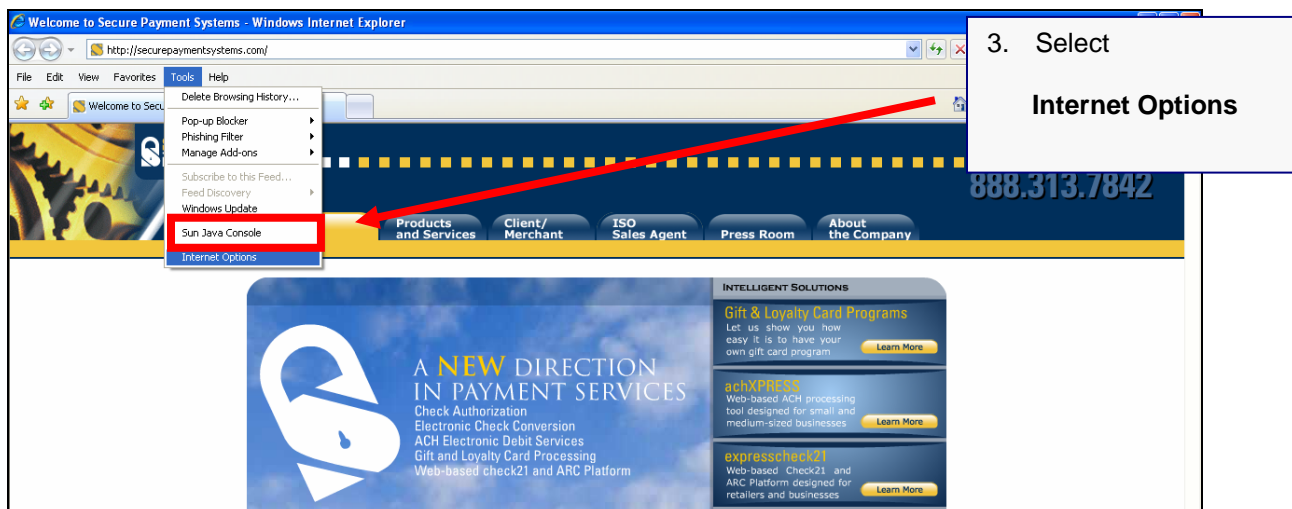 Welcome to Secure Payment Systems - Windows Internet Explorer
http://securepaymentsystems.com/
File Edit View Favorites Tools Help
Welcome to Secu
Delete Browsing History...
Pop-up Blocker
Phishing Filter
Manage Add-ons
Subscribe to this Feed...
Feed Discovery
Windows Update
Sun Java Console
Internet Options
3. Select
Internet Options
888.313.7842
Products
and Services
Client/
Merchant
ISO
Sales Agent
Press Room
About
the Company
A NEW DIRECTION
IN PAYMENT SERVICES
Check Authorization
Electronic Check Conversion
ACH Electronic Debit Services
Gift and Loyalty Card Processing
Web-based check21 and ARC Platform
INTELLIGENT SOLUTIONS
Gift & Loyalty Card Programs
Let us show you how
easy it is to have your
own gift card program
Learn More
achXPRESS
Web-based ACH processing
tool designed for small and
medium-sized businesses
Learn More
expresscheck21
Web-based Check21 and
ARC Platform designed for
retailers and businesses
Learn More